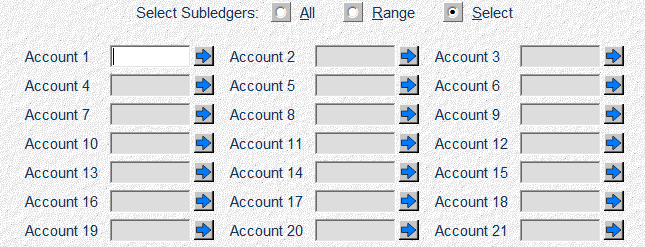 Select Subledgers: All Range Select
Account 1 Account 2 Account 3
Account 4 Account 5 Account 6
Account 7 Account 8 Account 9
Account 10 Account 11 Account 12
Account 13 Account 14 Account 15
Account 16 Account 17 Account 18
Account 19 Account 20 Account 21